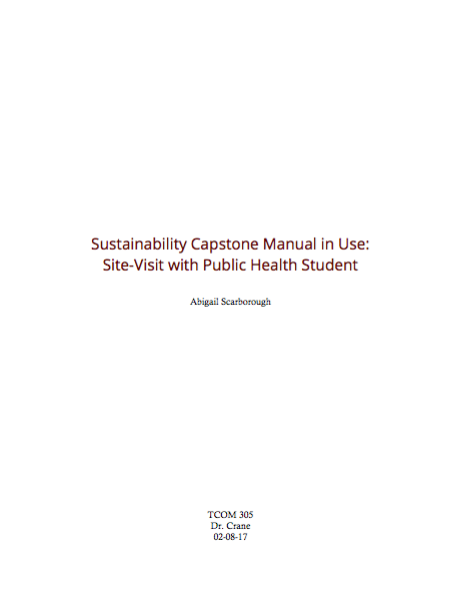 Sustainability Capstone Manual in Use:
Site-Visit with Public Health Student
Abigail Scarborough
TCOM 305
Dr. Crane
02-08-17